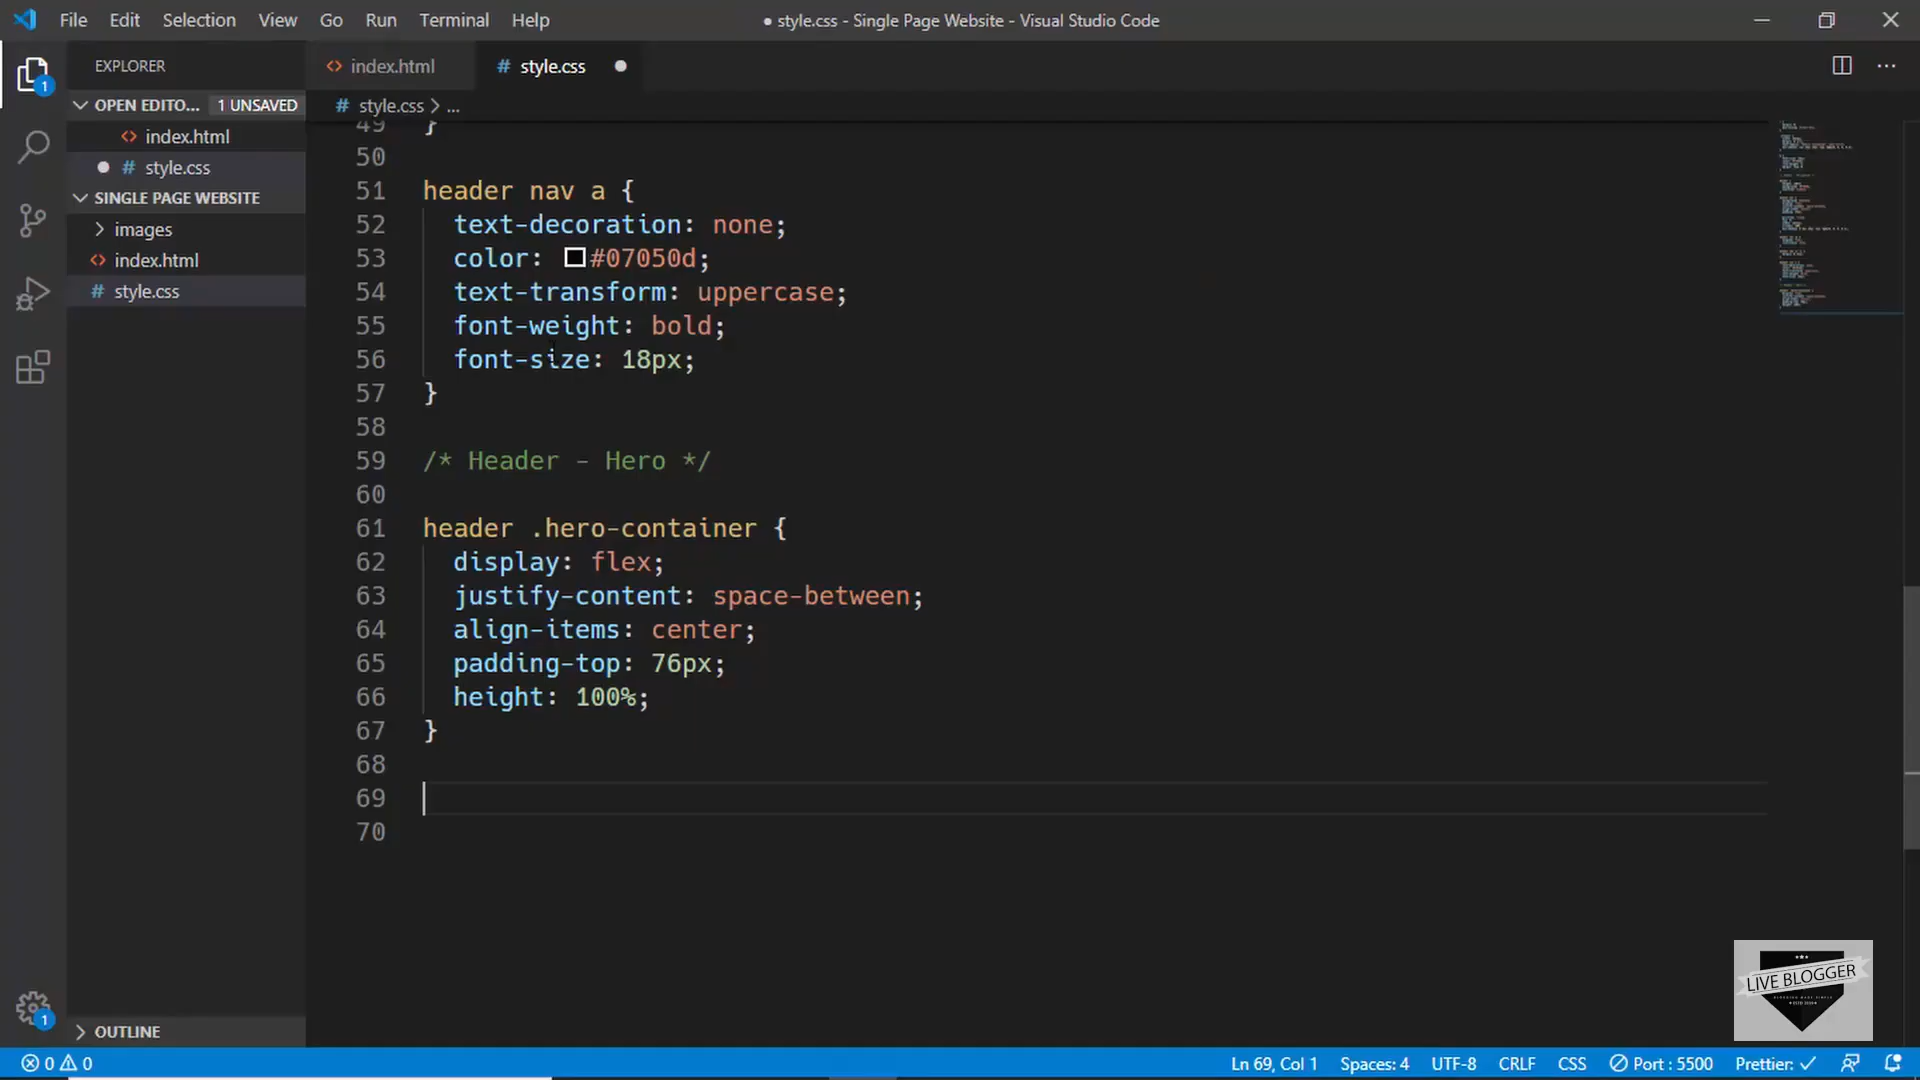 File Edit Selection View Go Run Terminal Help
● style.css - Single Page Website - Visual Studio Code
EXPLORER
index.html
# style.css ●
OPEN EDITO... 1 UNSAVED
# style.css > ...
index.html
● # style.css
SINGLE PAGE WEBSITE
images
index.html
# style.css
49 }
50
51 header nav a {
52 text-decoration: none;
53 color: #07050d;
54 text-transform: uppercase;
55 font-weight: bold;
56 font-size: 18px;
57 }
58
59 /* Header - Hero */
60
61 header .hero-container {
62 display: flex;
63 justify-content: space-between;
64 align-items: center;
65 padding-top: 76px;
66 height: 100%;
67 }
68
69
70
1
1
OUTLINE
LIVE BLOGGER
0 0
Ln 69, Col 1 Spaces: 4 UTF-8 CRLF CSS Port : 5500 Prettier: ✓